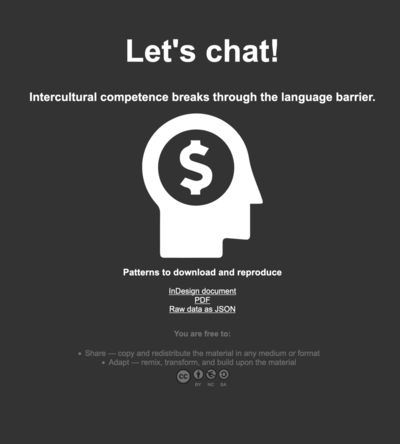 Let's chat!
Intercultural competence breaks through the language barrier.
$
Patterns to download and reproduce
InDesign document
PDF
Raw data as JSON
You are free to:
Share — copy and redistribute the material in any medium or format
Adapt — remix, transform, and build upon the material
cc
BY NC SA